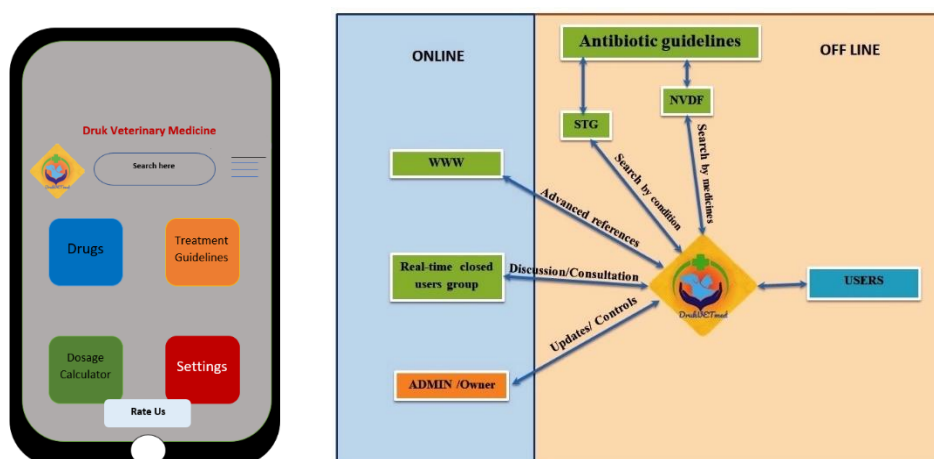 Druk Veterinary Medicine
Search here
Drugs
Treatment
Guidelines
Dosage
Calculator
Settings
Rate Us
ONLINE
OFF LINE
Antibiotic guidelines
STG
NVDF
WWW
Search by condition
Search by medicines
Advanced references
Real-time closed
users group
Discussion/Consultation
USERS
DrukVETmed
Updates/ Controls
ADMIN /Owner